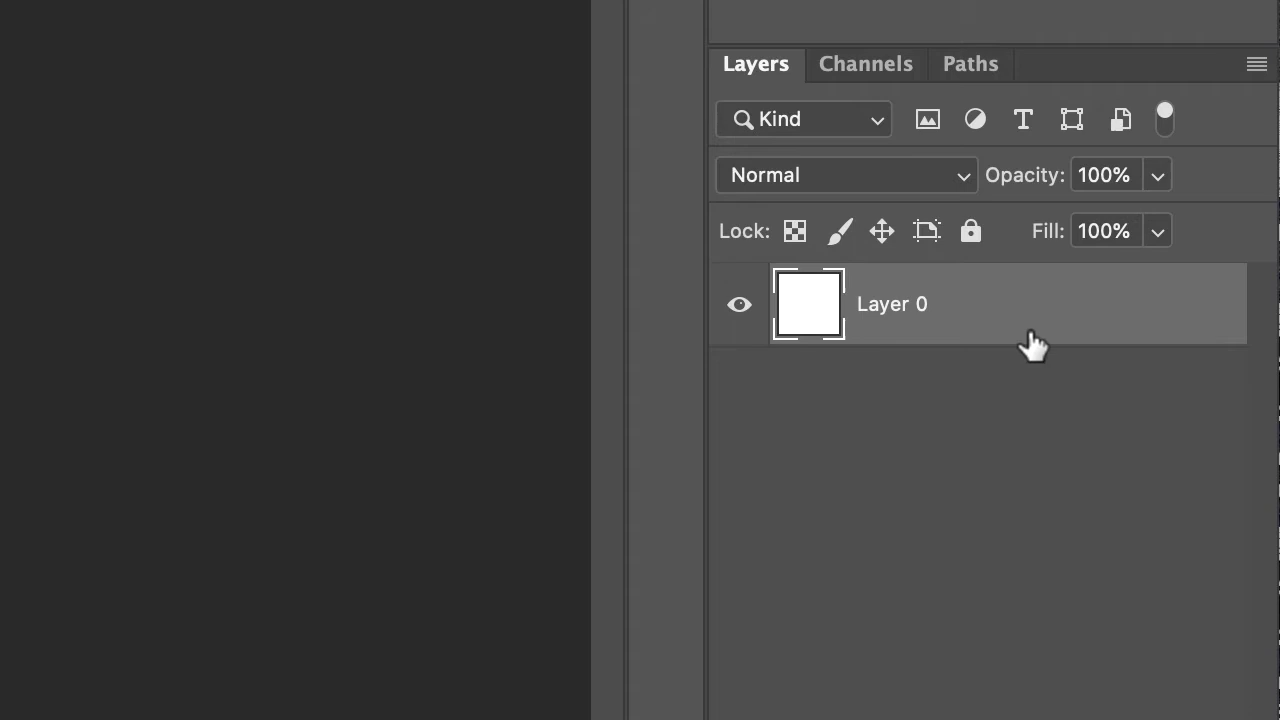 Layers Channels Paths
Kind
Normal Opacity: 100%
Lock: Fill: 100%
Layer 0